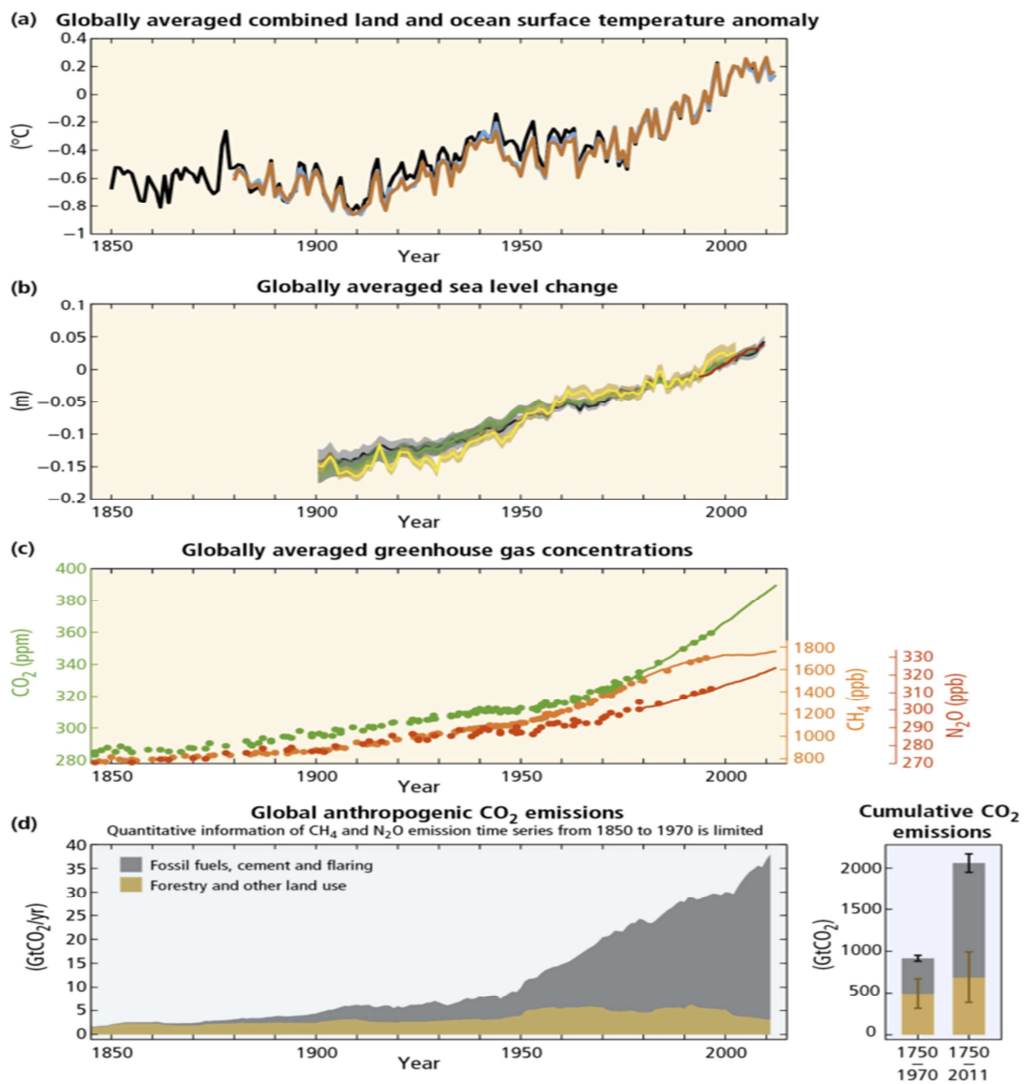 (a) Globally averaged combined land and ocean surface temperature anomaly
0.4
0.2
0
−0.2
−0.4
−0.6
−0.8
−1
(°C)
1850 1900 1950 2000
Year
(b) Globally averaged sea level change
0.1
0.05
0
−0.05
−0.1
−0.15
−0.2
(m)
1850 1900 1950 2000
Year
(c) Globally averaged greenhouse gas concentrations
400
380
360
340
320
300
280
CO2 (ppm)
1800
1600
1400
1200
1000
800
CH4 (ppb)
330
320
310
300
290
280
270
N2O (ppb)
1850 1900 1950 2000
Year
(d) Global anthropogenic CO2 emissions
Quantitative information of CH4 and N2O emission time series from 1850 to 1970 is limited
40
35
30
25
20
15
10
5
0
(GtCO2/yr)
Fossil fuels, cement and flaring
Forestry and other land use
1850 1900 1950 2000
Year
Cumulative CO2
emissions
2000
1500
1000
500
0
(GtCO2)
1750 1750
– –
1970 2011